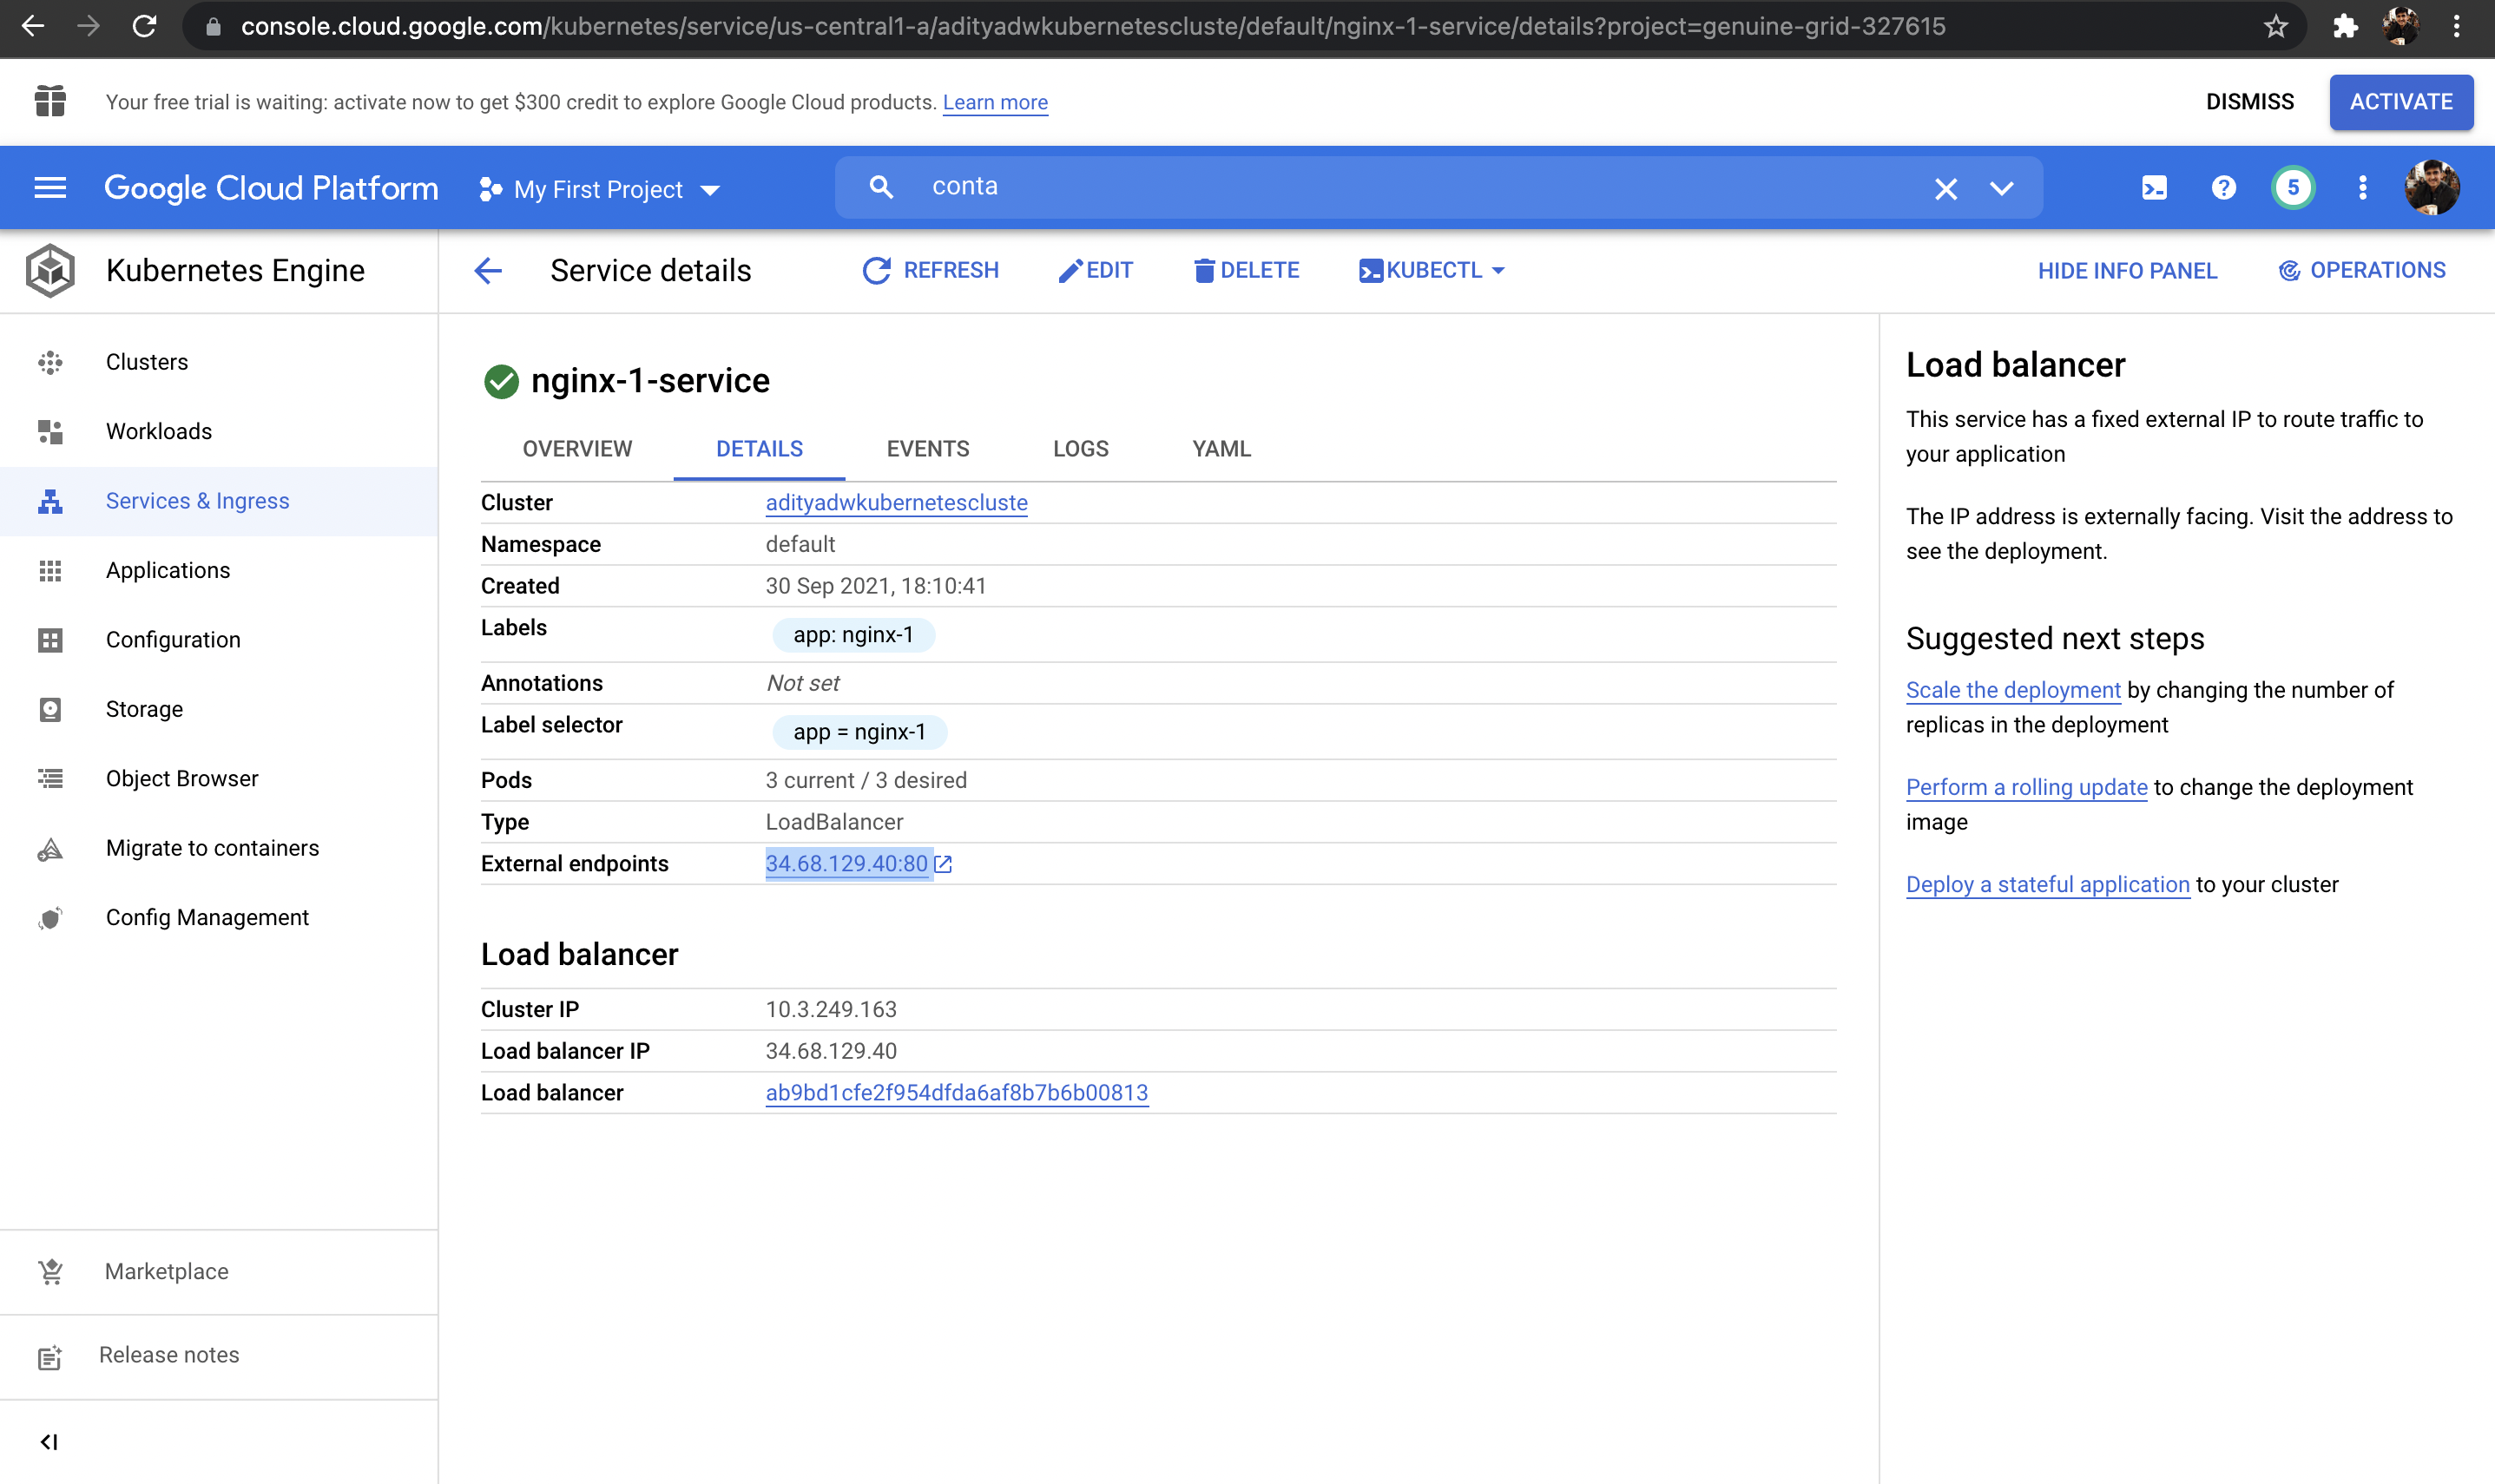 console.cloud.google.com/kubernetes/service/us-central1-a/adityadwkubernetescluste/default/nginx-1-service/details?project=genuine-grid-327615
Your free trial is waiting: activate now to get $300 credit to explore Google Cloud products. Learn more
DISMISS
ACTIVATE
Google Cloud Platform
My First Project
conta
5
Kubernetes Engine
Service details
REFRESH
EDIT
DELETE
KUBECTL
HIDE INFO PANEL
OPERATIONS
Clusters
Workloads
Services & Ingress
Applications
Configuration
Storage
Object Browser
Migrate to containers
Config Management
Marketplace
Release notes
nginx-1-service
OVERVIEW
DETAILS
EVENTS
LOGS
YAML
Cluster adityadwkubernetescluste
Namespace default
Created 30 Sep 2021, 18:10:41
Labels app: nginx-1
Annotations Not set
Label selector app = nginx-1
Pods 3 current / 3 desired
Type LoadBalancer
External endpoints 34.68.129.40:80
Load balancer
Cluster IP 10.3.249.163
Load balancer IP 34.68.129.40
Load balancer ab9bd1cfe2f954dfda6af8b7b6b00813
Load balancer
This service has a fixed external IP to route traffic to
your application
The IP address is externally facing. Visit the address to
see the deployment.
Suggested next steps
Scale the deployment by changing the number of
replicas in the deployment
Perform a rolling update to change the deployment
image
Deploy a stateful application to your cluster